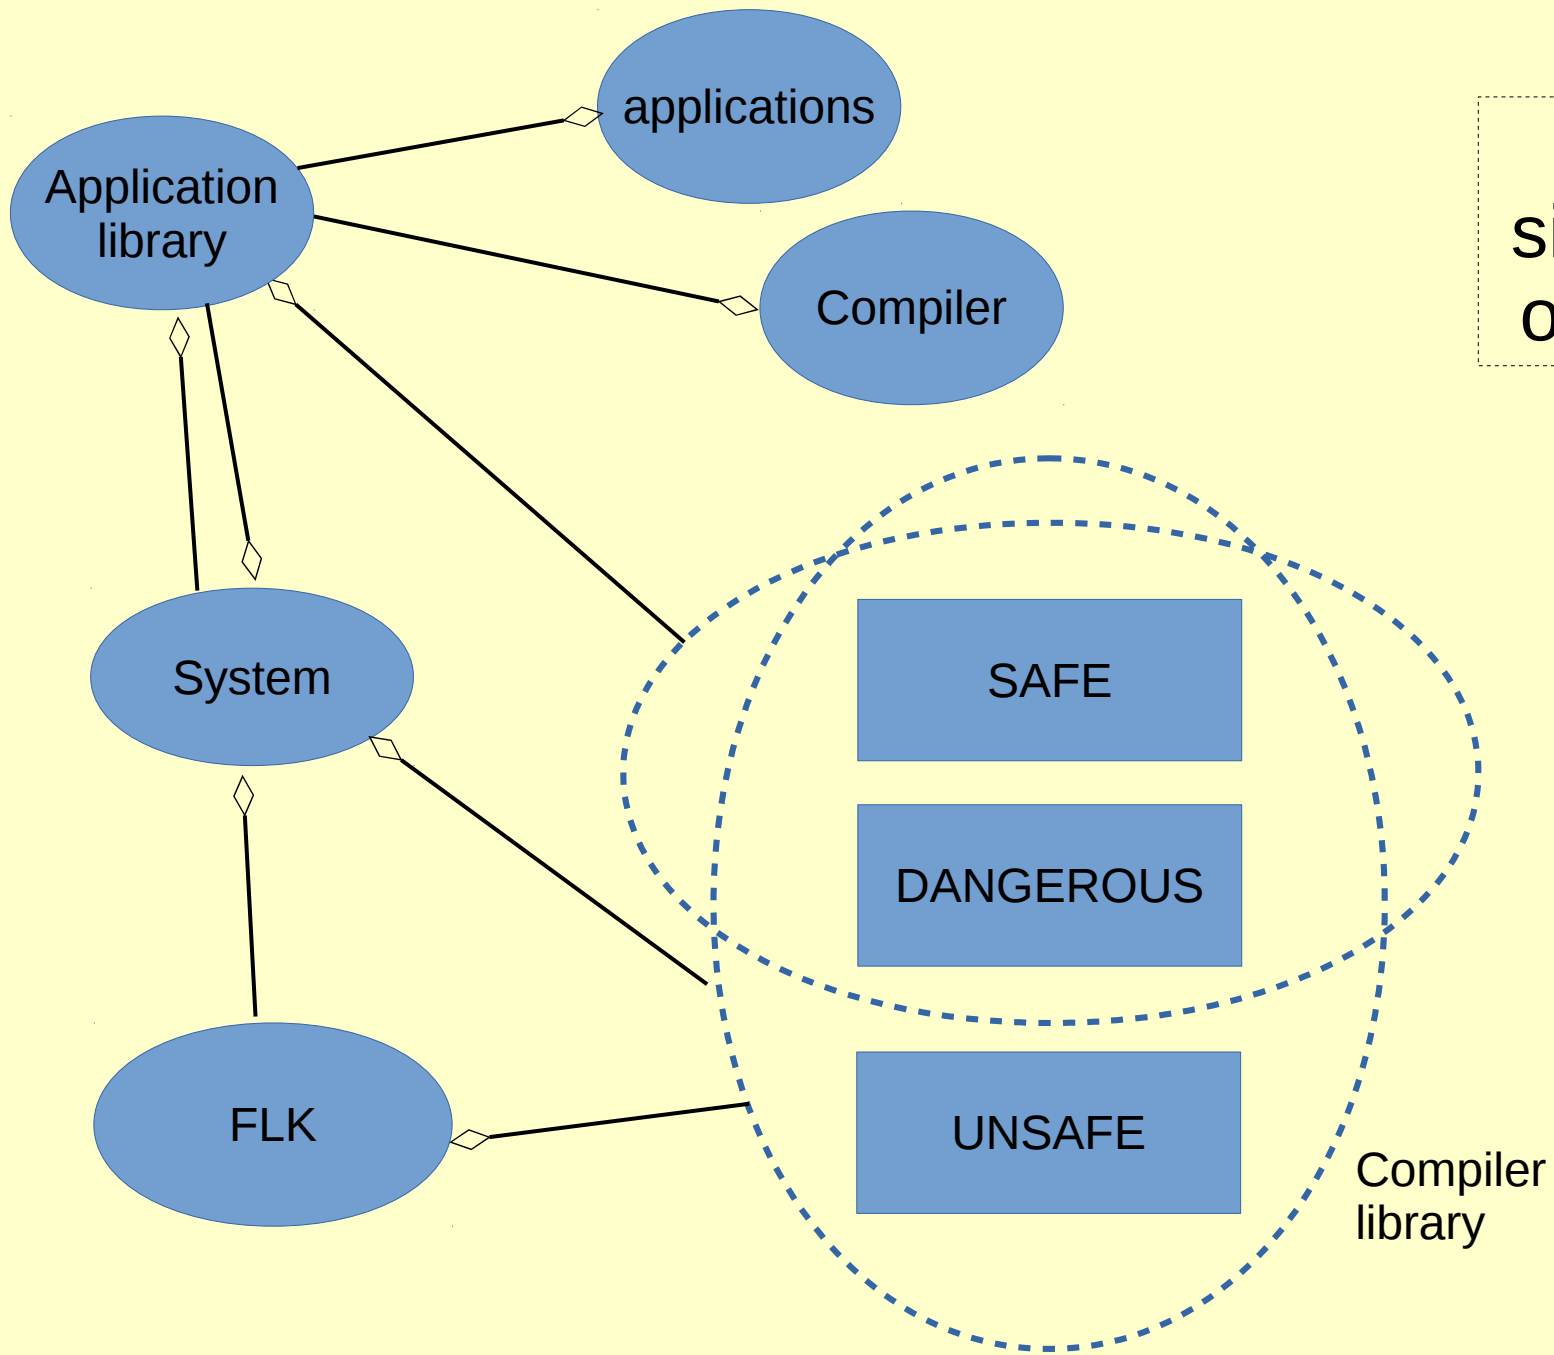 applications
Application
library
Compiler
System
SAFE
DANGEROUS
FLK
UNSAFE
Compiler
library